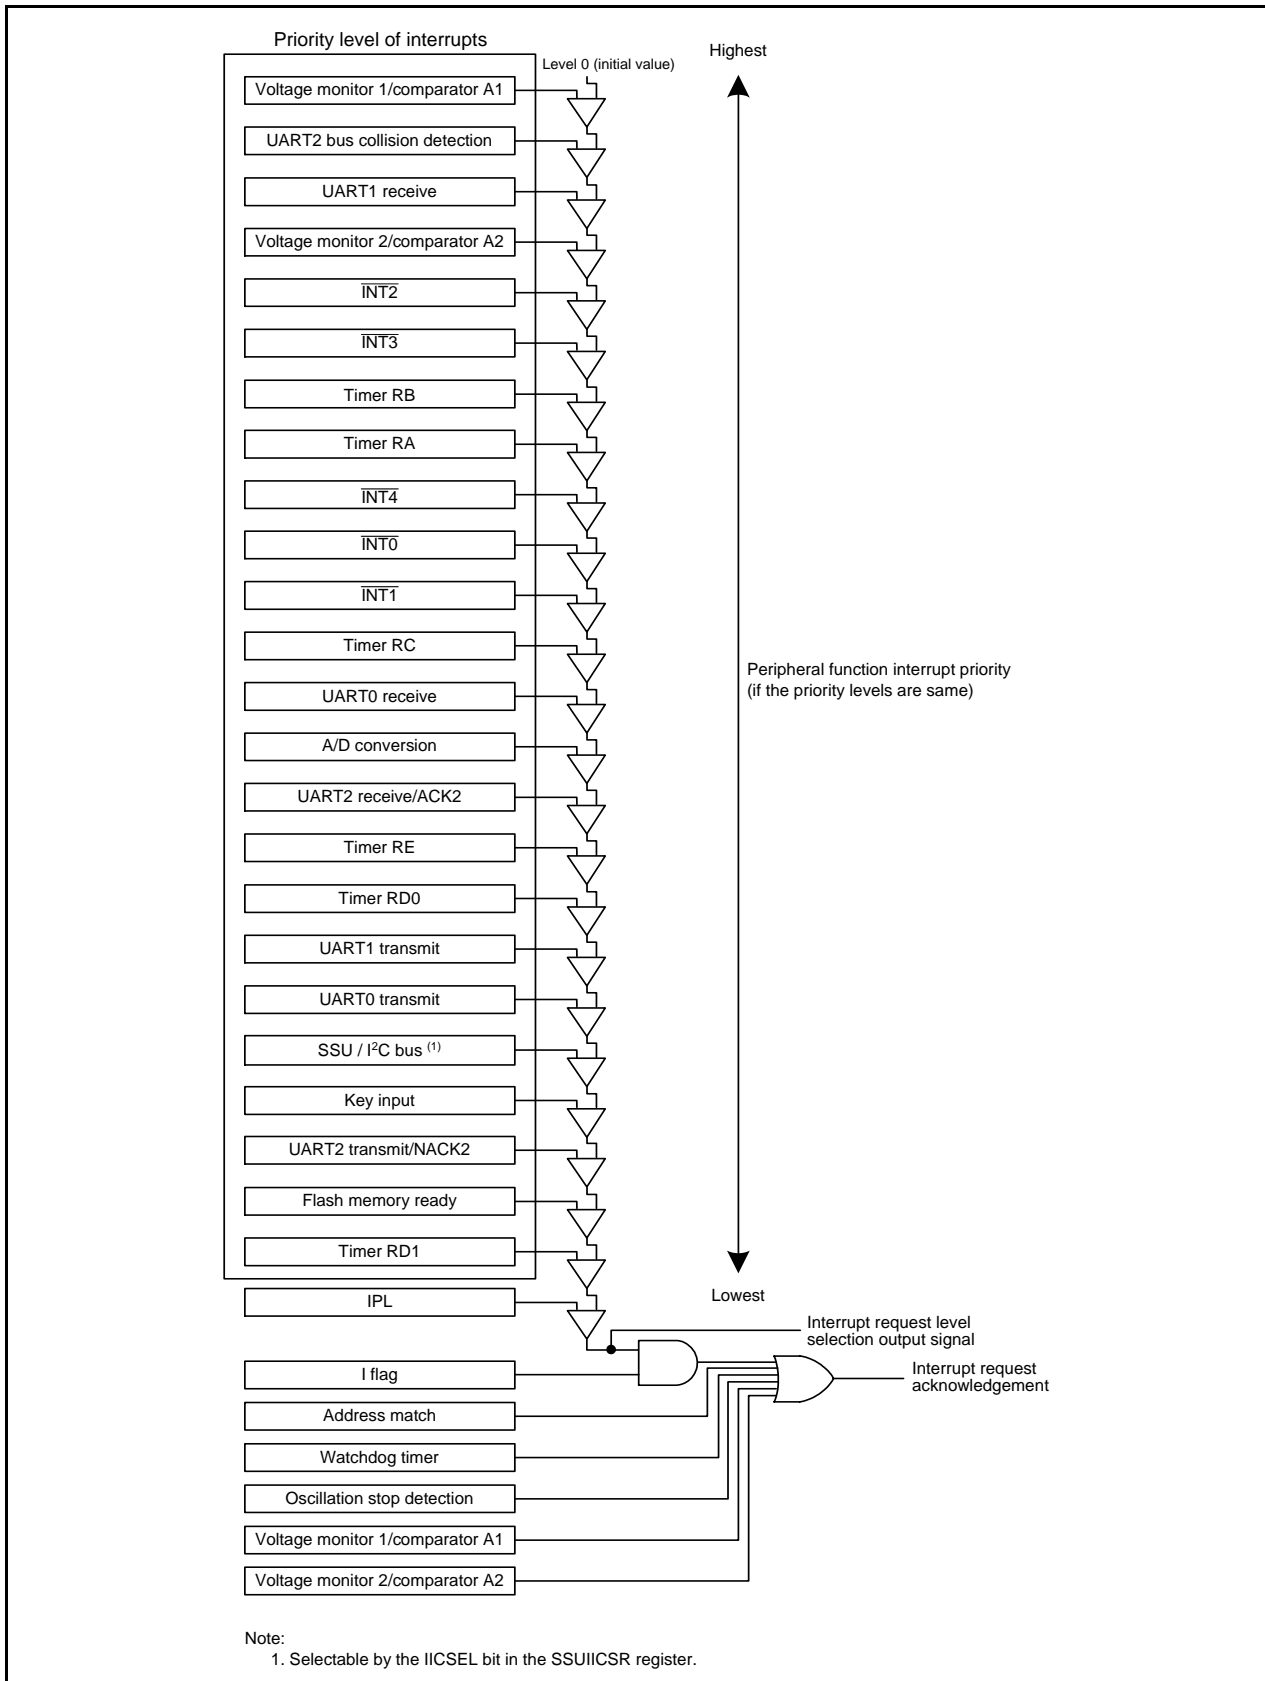 Priority level of interrupts
Level 0 (initial value)
Highest
Voltage monitor 1/comparator A1
UART2 bus collision detection
UART1 receive
Voltage monitor 2/comparator A2
INT2
INT3
Timer RB
Timer RA
INT4
INT0
INT1
Timer RC
Peripheral function interrupt priority
(if the priority levels are same)
UART0 receive
A/D conversion
UART2 receive/ACK2
Timer RE
Timer RD0
UART1 transmit
UART0 transmit
SSU / I²C bus (1)
Key input
UART2 transmit/NACK2
Flash memory ready
Timer RD1
Lowest
IPL
Interrupt request level
selection output signal
I flag
Interrupt request
acknowledgement
Address match
Watchdog timer
Oscillation stop detection
Voltage monitor 1/comparator A1
Voltage monitor 2/comparator A2
Note:
1. Selectable by the IICSEL bit in the SSUIICSR register.